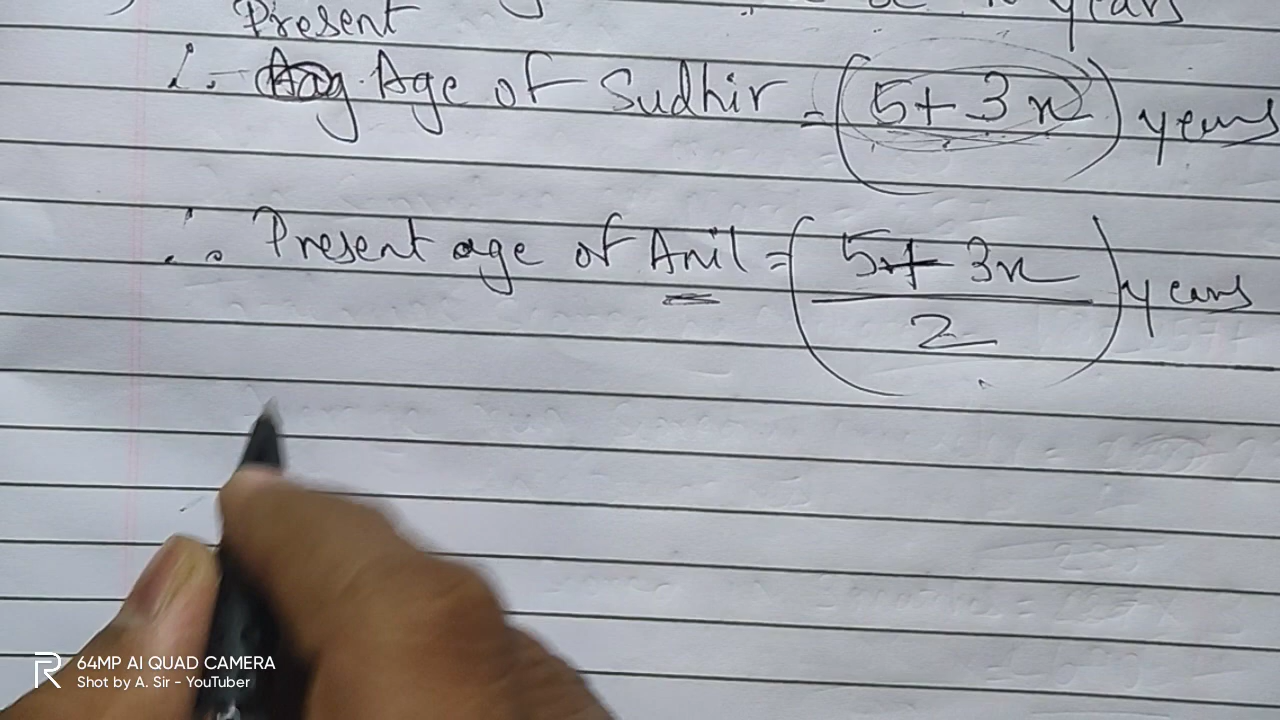 years
Present
∴ Age of Sudhir = (5+3x) years
∴ Present age of Anil = (5+3x / 2) years
64MP AI QUAD CAMERA
Shot by A. Sir - YouTuber